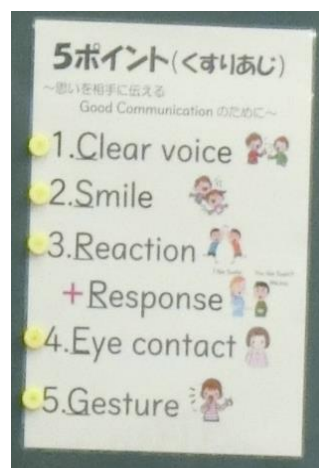 5ポイント(くすりあじ)
～思いを相手に伝える
Good Communication のために～
1.Clear voice
2.Smile
3.Reaction
+Response
4.Eye contact
5.Gesture